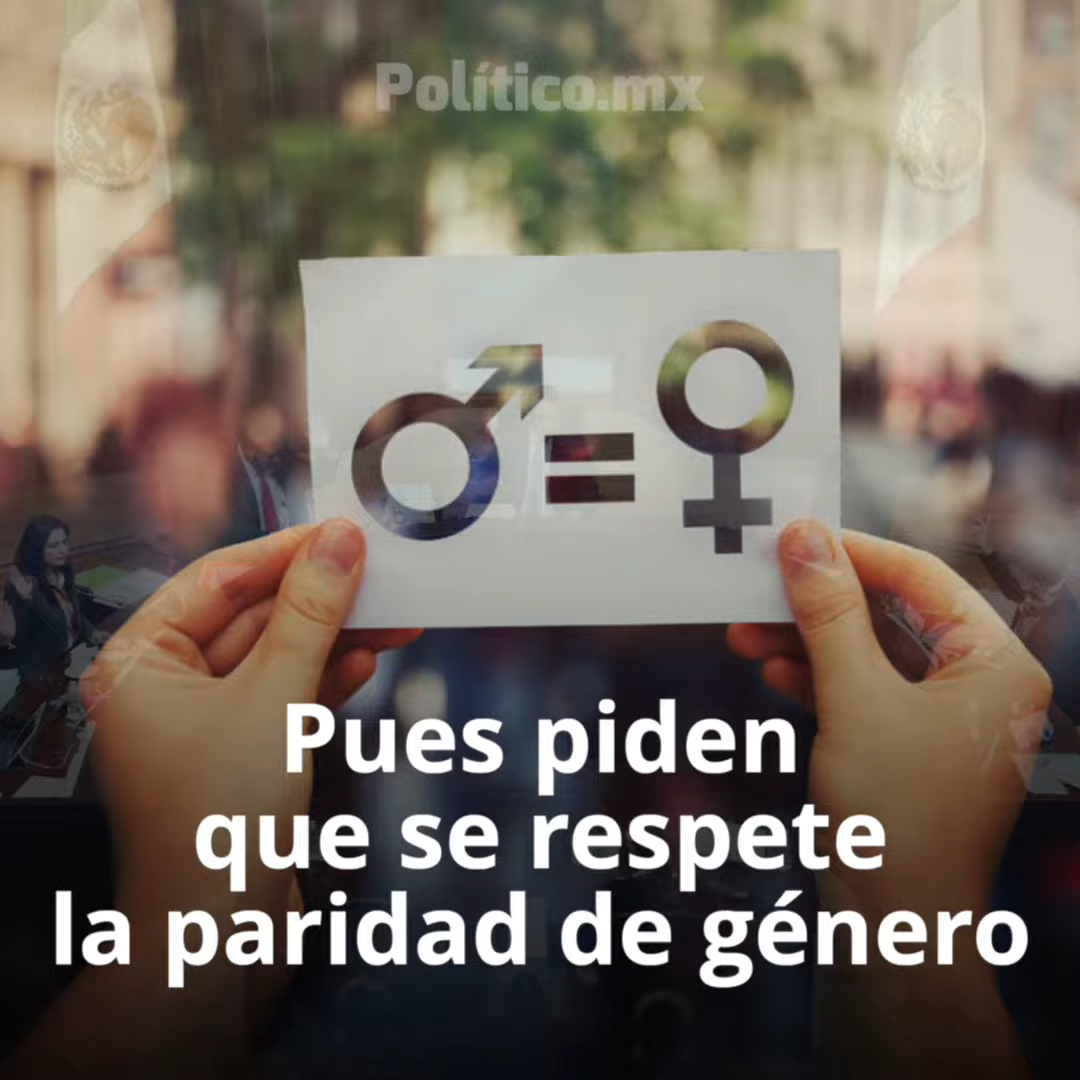 Político.mx
Pues piden
que se respete
la paridad de género